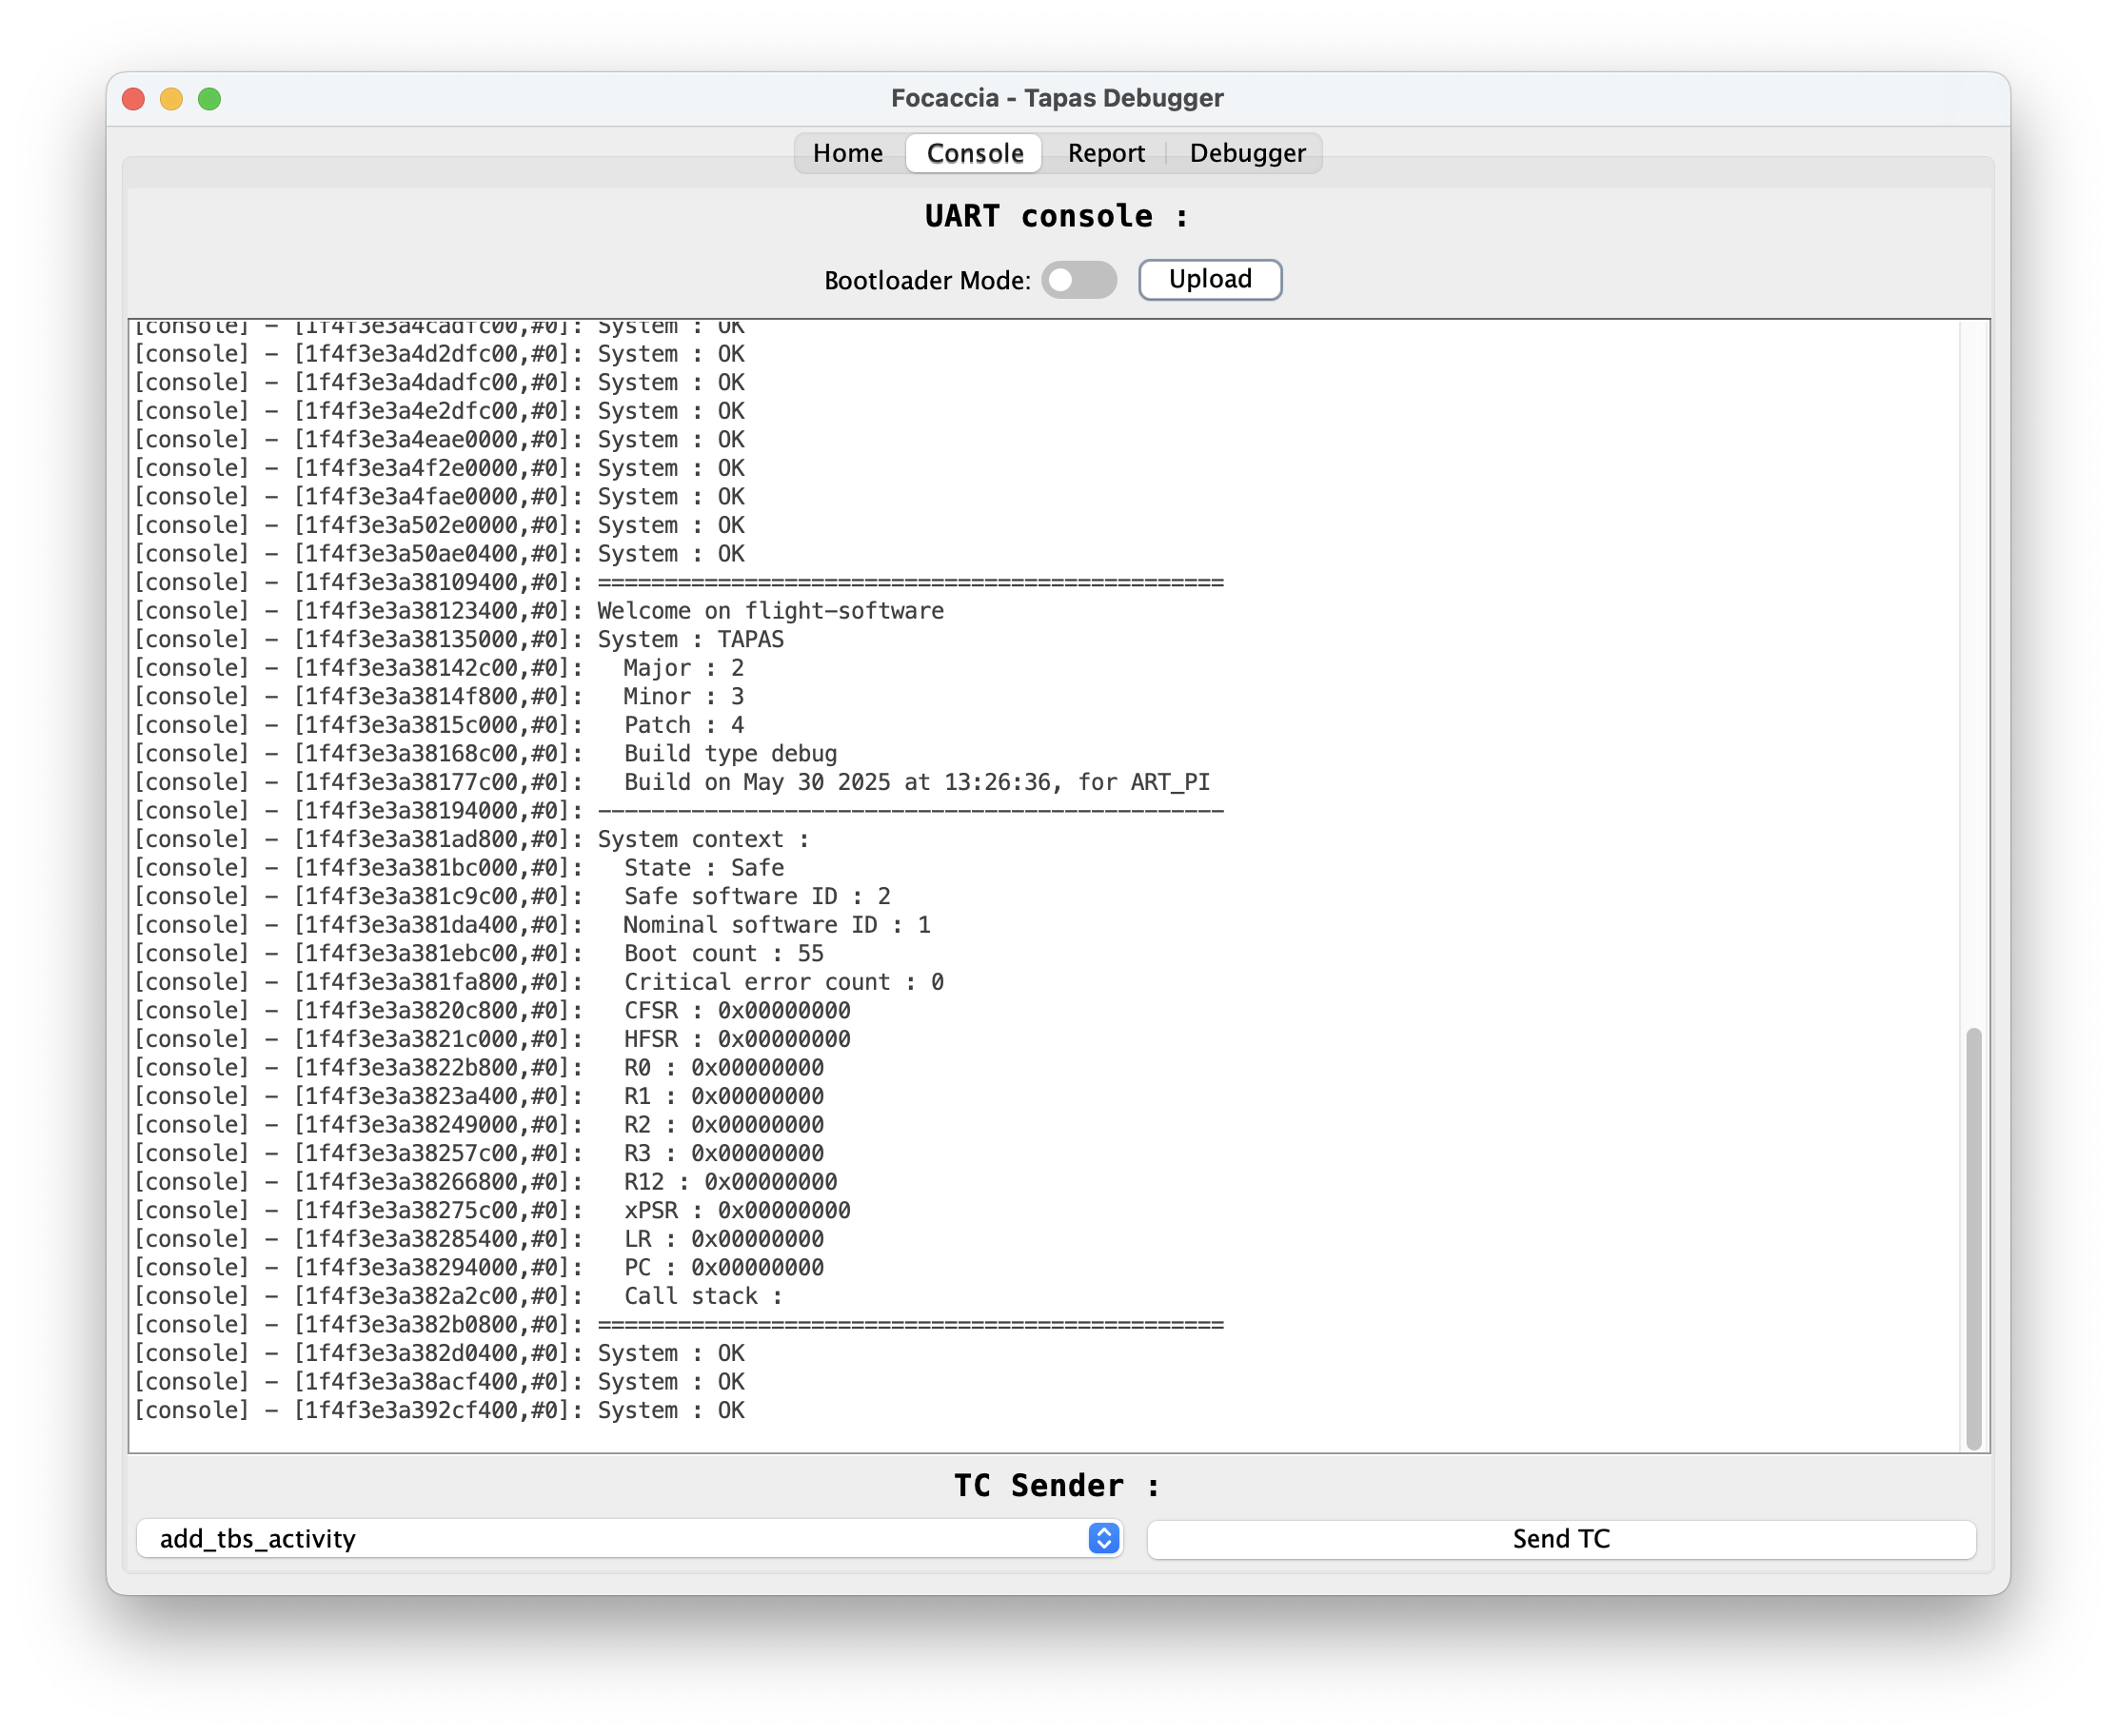 Focaccia - Tapas Debugger
Home Console Report Debugger
UART console :
Bootloader Mode: Upload
[console] – [1f4f3e3a4cadfc00,#0]: System : OK
[console] – [1f4f3e3a4d2dfc00,#0]: System : OK
[console] – [1f4f3e3a4dadfc00,#0]: System : OK
[console] – [1f4f3e3a4e2dfc00,#0]: System : OK
[console] – [1f4f3e3a4eae0000,#0]: System : OK
[console] – [1f4f3e3a4f2e0000,#0]: System : OK
[console] – [1f4f3e3a4fae0000,#0]: System : OK
[console] – [1f4f3e3a502e0000,#0]: System : OK
[console] – [1f4f3e3a50ae0400,#0]: System : OK
[console] – [1f4f3e3a38109400,#0]: ===============================================
[console] – [1f4f3e3a38123400,#0]: Welcome on flight–software
[console] – [1f4f3e3a38135000,#0]: System : TAPAS
[console] – [1f4f3e3a38142c00,#0]:   Major : 2
[console] – [1f4f3e3a3814f800,#0]:   Minor : 3
[console] – [1f4f3e3a3815c000,#0]:   Patch : 4
[console] – [1f4f3e3a38168c00,#0]:   Build type debug
[console] – [1f4f3e3a38177c00,#0]:   Build on May 30 2025 at 13:26:36, for ART_PI
[console] – [1f4f3e3a38194000,#0]: –––––––––––––––––––––––––––––––––––––––––––––––
[console] – [1f4f3e3a381ad800,#0]: System context :
[console] – [1f4f3e3a381bc000,#0]:   State : Safe
[console] – [1f4f3e3a381c9c00,#0]:   Safe software ID : 2
[console] – [1f4f3e3a381da400,#0]:   Nominal software ID : 1
[console] – [1f4f3e3a381ebc00,#0]:   Boot count : 55
[console] – [1f4f3e3a381fa800,#0]:   Critical error count : 0
[console] – [1f4f3e3a3820c800,#0]:   CFSR : 0x00000000
[console] – [1f4f3e3a3821c000,#0]:   HFSR : 0x00000000
[console] – [1f4f3e3a3822b800,#0]:   R0 : 0x00000000
[console] – [1f4f3e3a3823a400,#0]:   R1 : 0x00000000
[console] – [1f4f3e3a38249000,#0]:   R2 : 0x00000000
[console] – [1f4f3e3a38257c00,#0]:   R3 : 0x00000000
[console] – [1f4f3e3a38266800,#0]:   R12 : 0x00000000
[console] – [1f4f3e3a38275c00,#0]:   xPSR : 0x00000000
[console] – [1f4f3e3a38285400,#0]:   LR : 0x00000000
[console] – [1f4f3e3a38294000,#0]:   PC : 0x00000000
[console] – [1f4f3e3a382a2c00,#0]:   Call stack :
[console] – [1f4f3e3a382b0800,#0]: ===============================================
[console] – [1f4f3e3a382d0400,#0]: System : OK
[console] – [1f4f3e3a38acf400,#0]: System : OK
[console] – [1f4f3e3a392cf400,#0]: System : OK
TC Sender :
add_tbs_activity Send TC